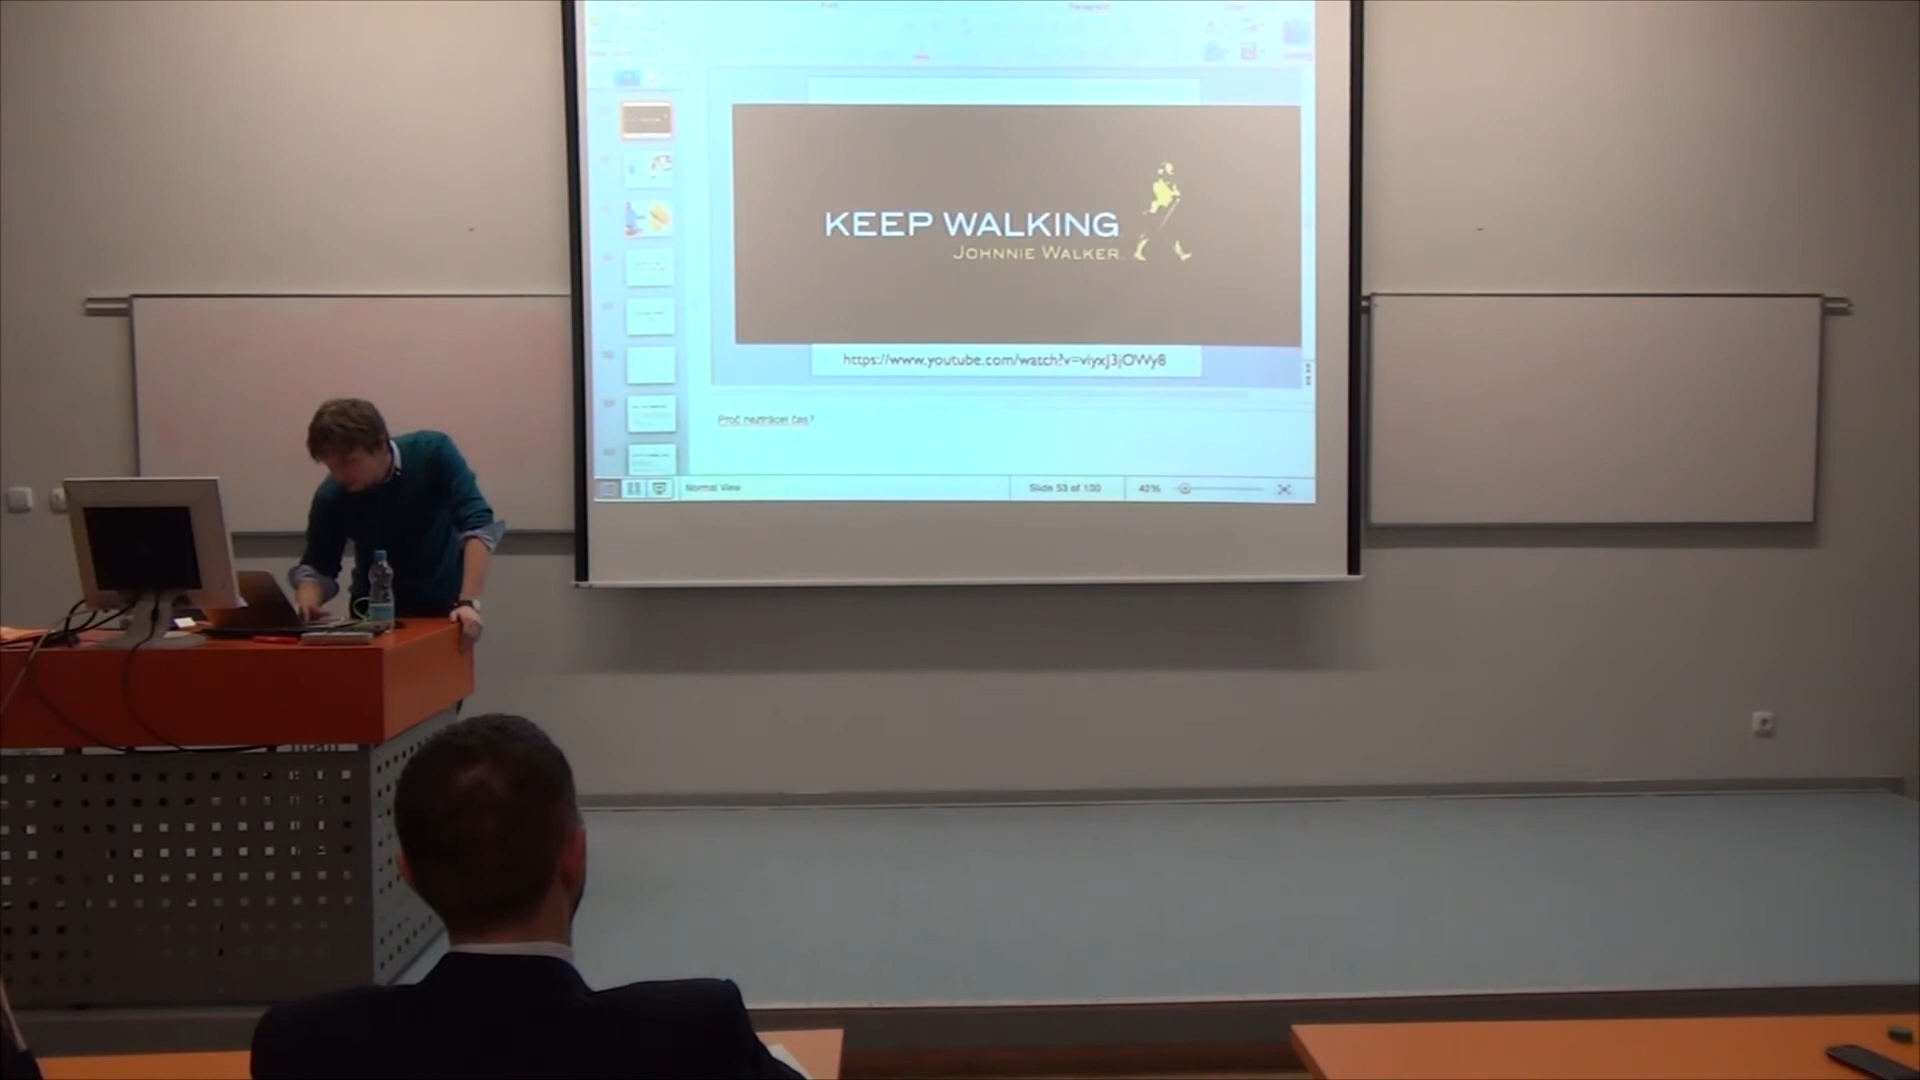 KEEP WALKING
JOHNNIE WALKER
https://www.youtube.com/watch?v=viyxJ3jOWy8
Proč neztrácet čas?
Normal View
Slide 53 of 100
42%